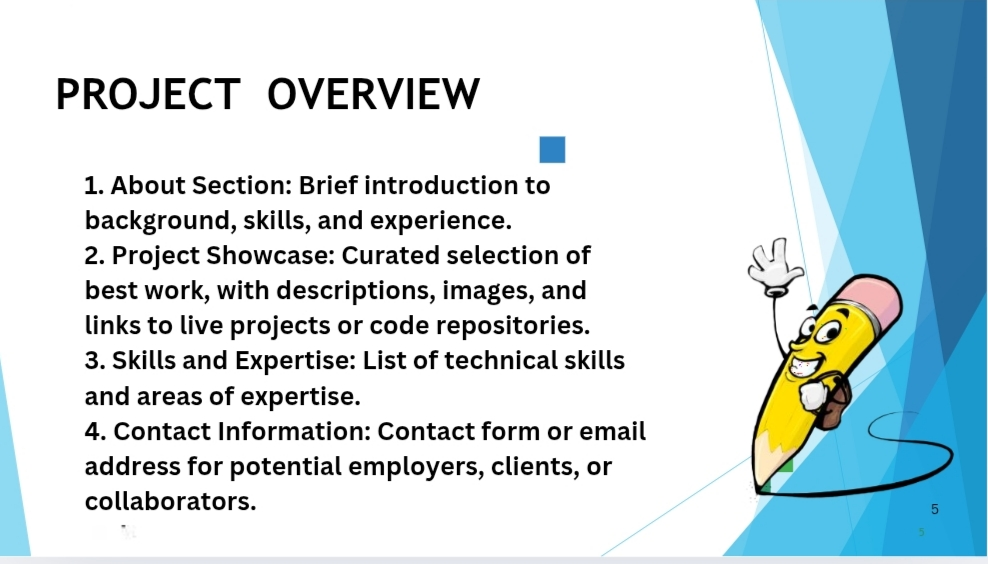 PROJECT OVERVIEW
1. About Section: Brief introduction to
background, skills, and experience.
2. Project Showcase: Curated selection of
best work, with descriptions, images, and
links to live projects or code repositories.
3. Skills and Expertise: List of technical skills
and areas of expertise.
4. Contact Information: Contact form or email
address for potential employers, clients, or
collaborators.
5
5